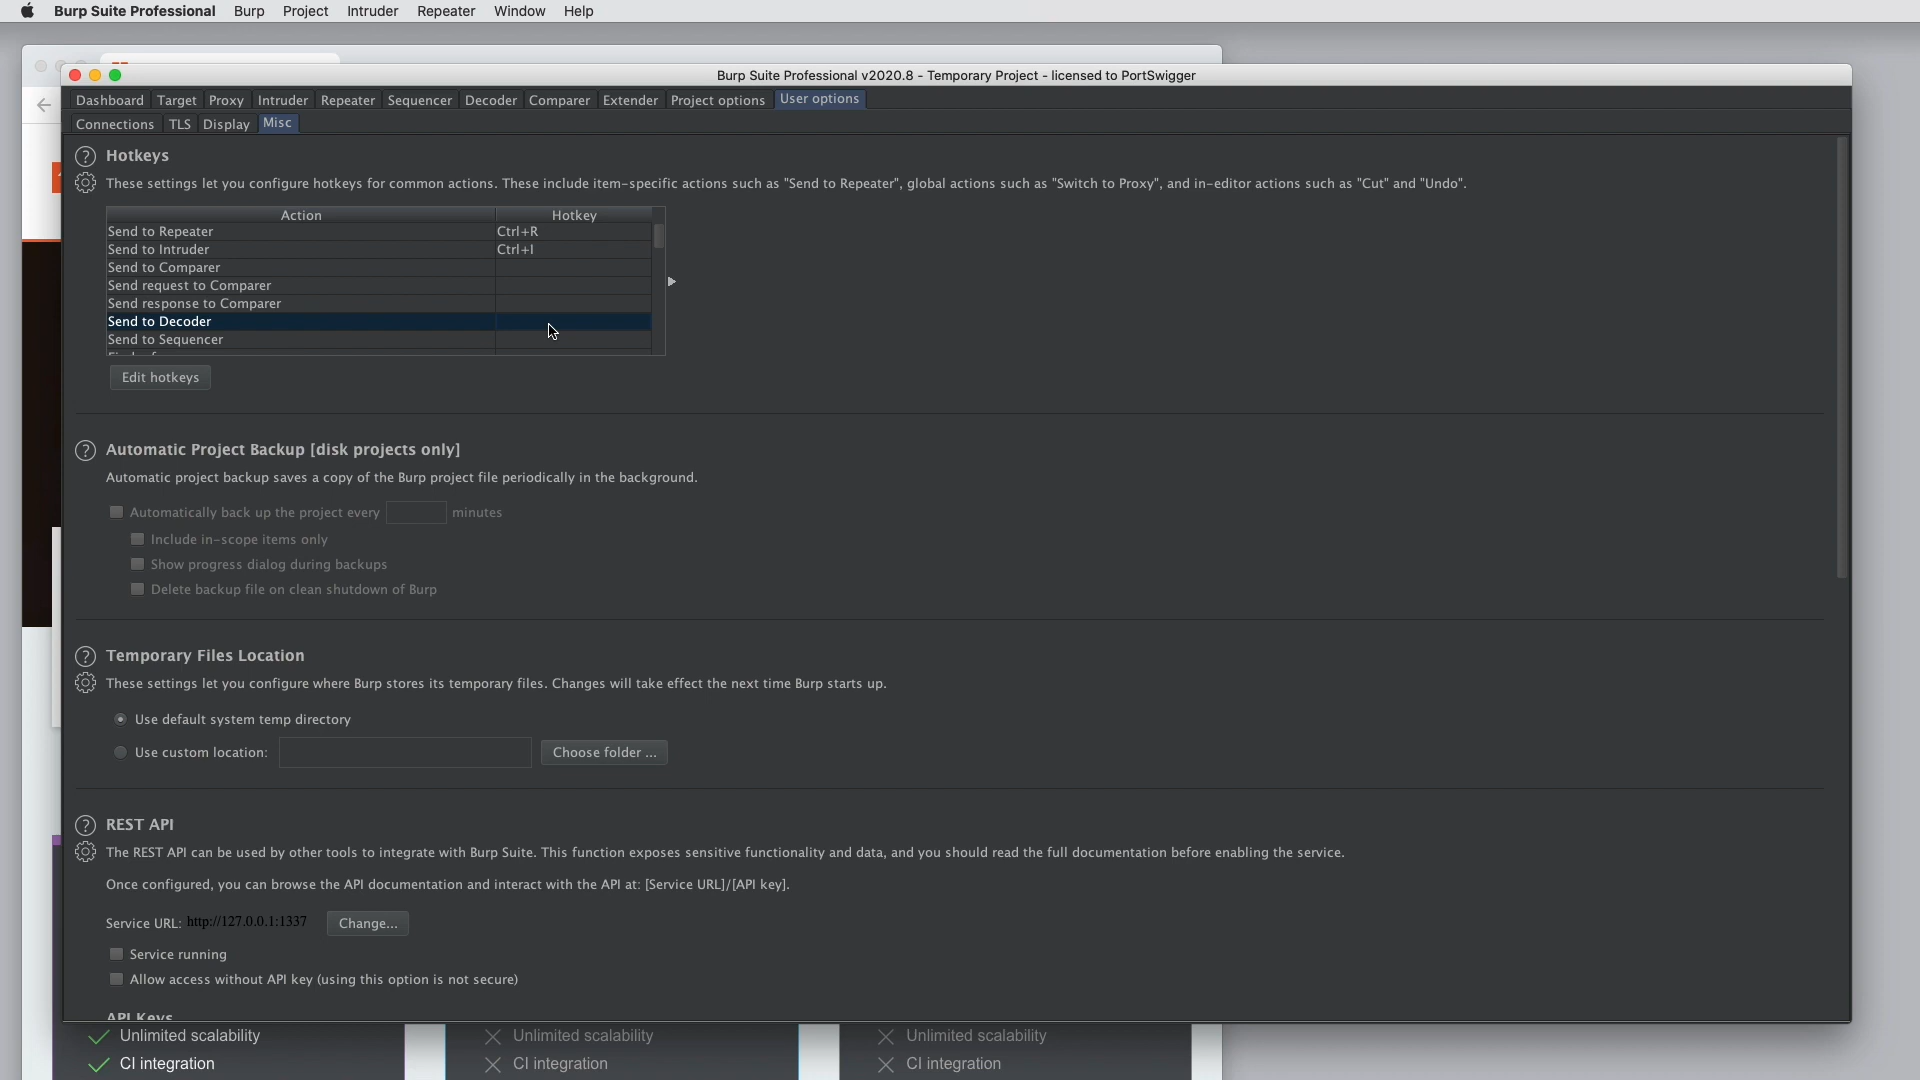 Burp Suite Professional Burp Project Intruder Repeater Window Help
Burp Suite Professional v2020.8 - Temporary Project - licensed to PortSwigger
Dashboard Target Proxy Intruder Repeater Sequencer Decoder Comparer Extender Project options User options
Connections TLS Display Misc
Hotkeys
These settings let you configure hotkeys for common actions. These include item-specific actions such as "Send to Repeater", global actions such as "Switch to Proxy", and in-editor actions such as "Cut" and "Undo".
Action Hotkey
Send to Repeater Ctrl+R
Send to Intruder Ctrl+I
Send to Comparer
Send request to Comparer
Send response to Comparer
Send to Decoder
Send to Sequencer
Edit hotkeys
Automatic Project Backup [disk projects only]
Automatic project backup saves a copy of the Burp project file periodically in the background.
Automatically back up the project every minutes
Include in-scope items only
Show progress dialog during backups
Delete backup file on clean shutdown of Burp
Temporary Files Location
These settings let you configure where Burp stores its temporary files. Changes will take effect the next time Burp starts up.
Use default system temp directory
Use custom location: Choose folder ...
REST API
The REST API can be used by other tools to integrate with Burp Suite. This function exposes sensitive functionality and data, and you should read the full documentation before enabling the service.
Once configured, you can browse the API documentation and interact with the API at: [Service URL]/[API key].
Service URL: http://127.0.0.1:1337 Change...
Service running
Allow access without API key (using this option is not secure)
API Keys
Unlimited scalability Unlimited scalability Unlimited scalability
CI integration CI integration CI integration